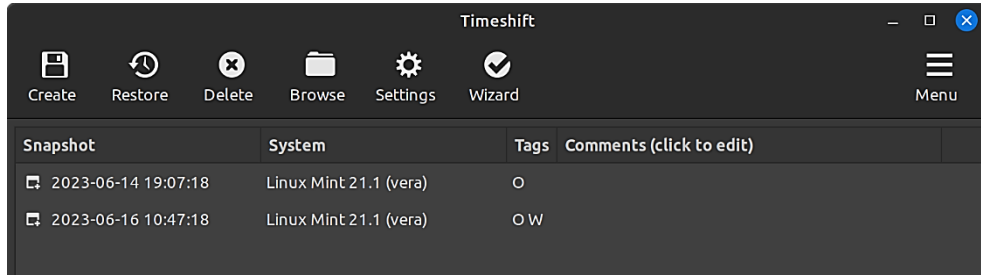 Timeshift
Create Restore Delete Browse Settings Wizard Menu
Snapshot System Tags Comments (click to edit)
2023-06-14 19:07:18 Linux Mint 21.1 (vera) O
2023-06-16 10:47:18 Linux Mint 21.1 (vera) O W